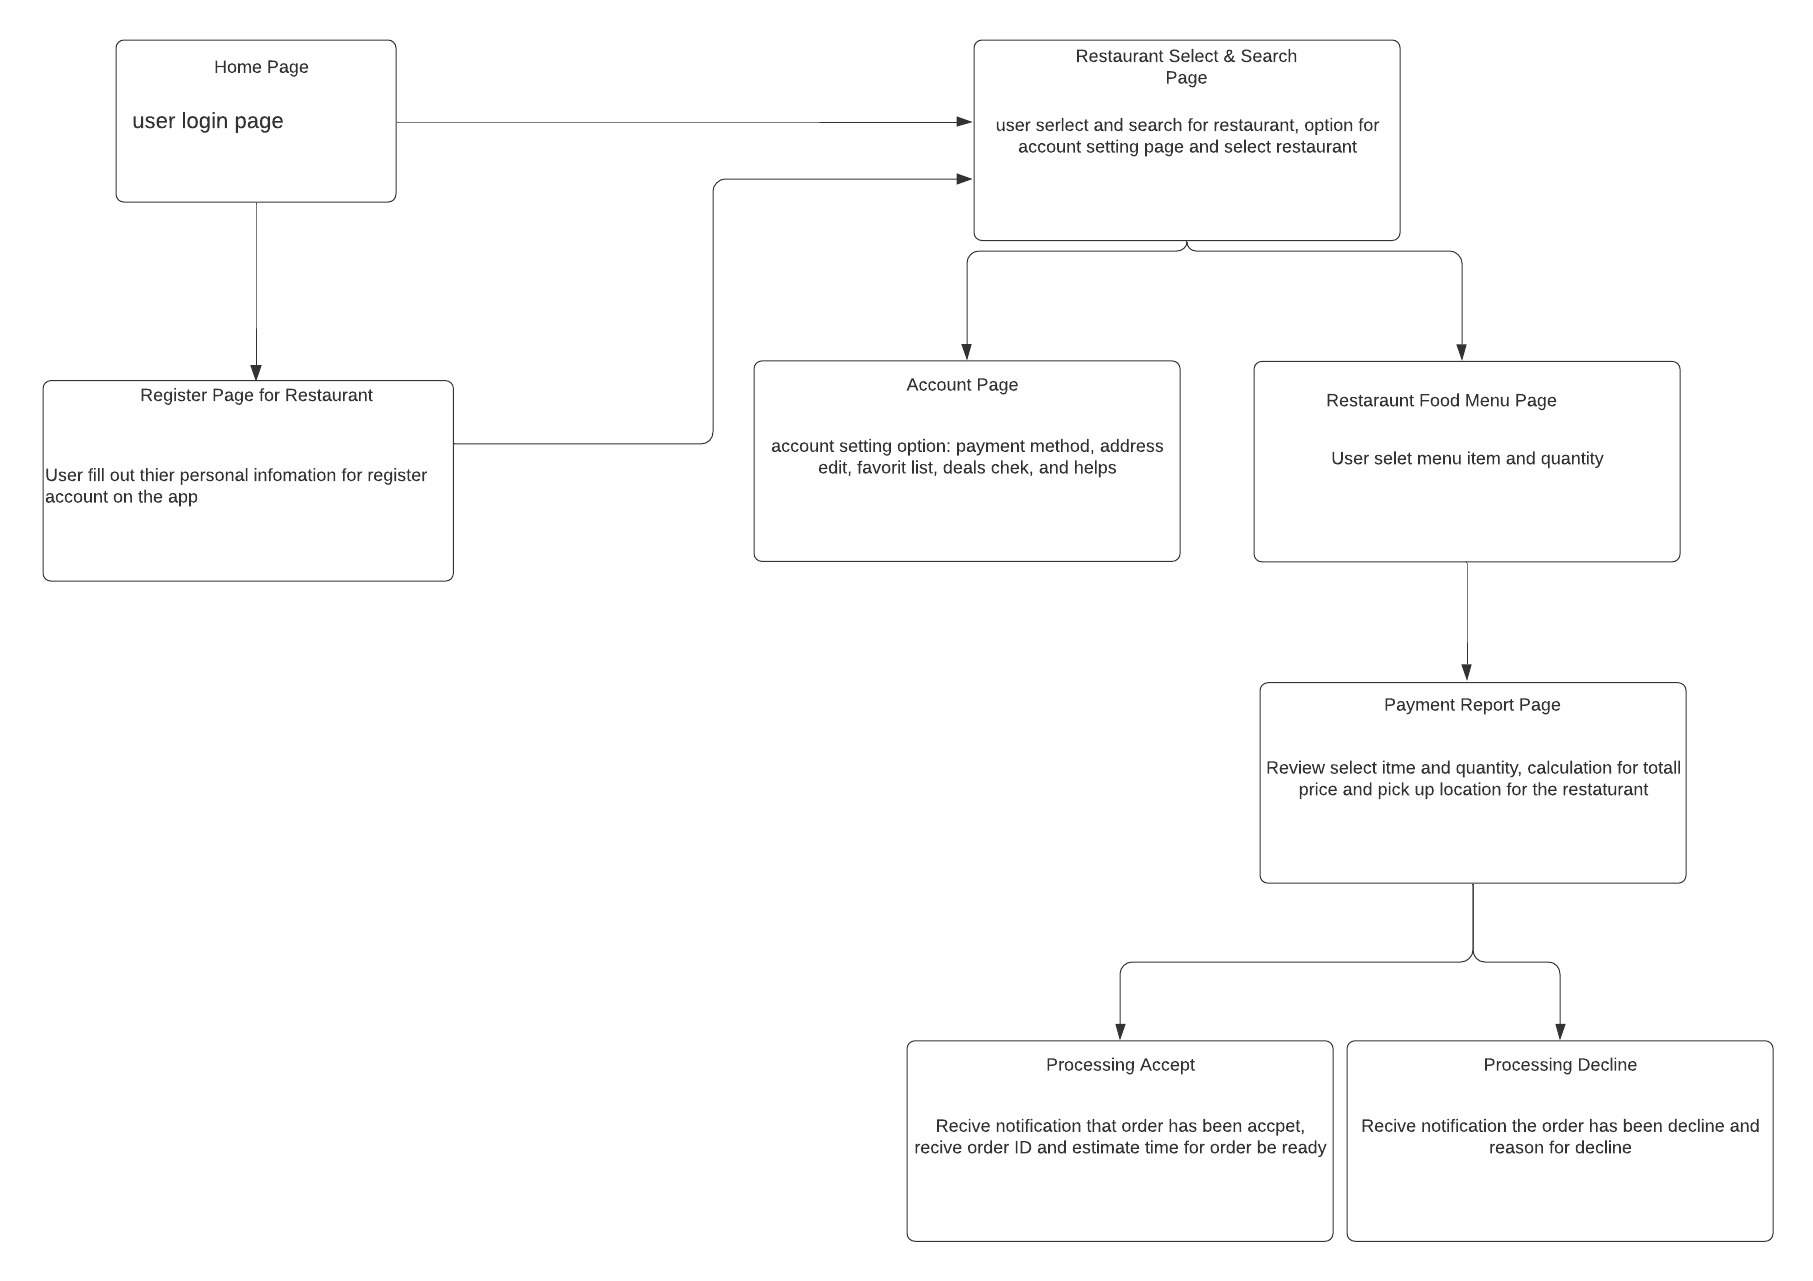 Home Page
user login page
Restaurant Select & Search
Page
user serlect and search for restaurant, option for
account setting page and select restaurant
Register Page for Restaurant
User fill out thier personal infomation for register
account on the app
Account Page
account setting option: payment method, address
edit, favorit list, deals chek, and helps
Restaraunt Food Menu Page
User selet menu item and quantity
Payment Report Page
Review select itme and quantity, calculation for totall
price and pick up location for the restaturant
Processing Accept
Recive notification that order has been accpet,
recive order ID and estimate time for order be ready
Processing Decline
Recive notification the order has been decline and
reason for decline